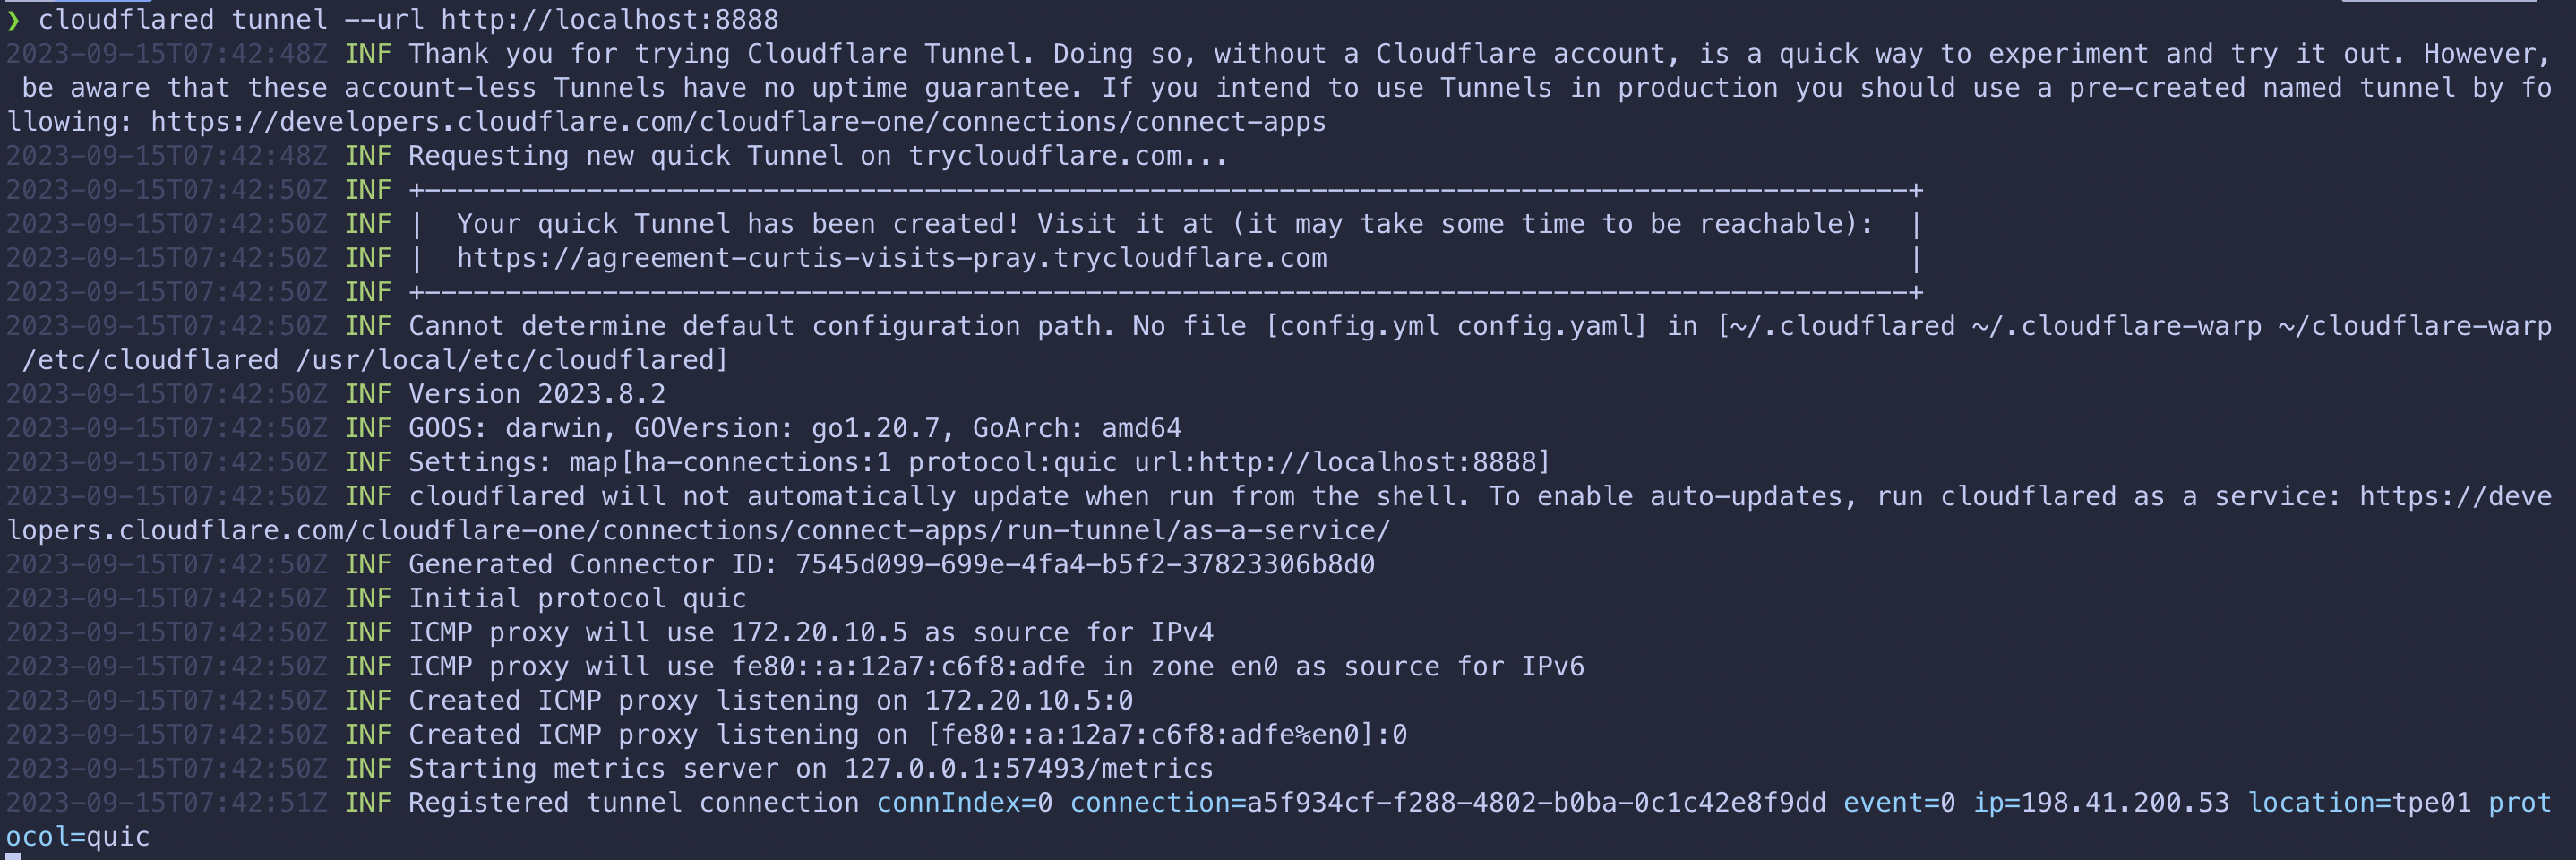 ❯ cloudflared tunnel --url http://localhost:8888
2023-09-15T07:42:48Z INF Thank you for trying Cloudflare Tunnel. Doing so, without a Cloudflare account, is a quick way to experiment and try it out. However,
 be aware that these account-less Tunnels have no uptime guarantee. If you intend to use Tunnels in production you should use a pre-created named tunnel by fo
llowing: https://developers.cloudflare.com/cloudflare-one/connections/connect-apps
2023-09-15T07:42:48Z INF Requesting new quick Tunnel on trycloudflare.com...
2023-09-15T07:42:50Z INF +--------------------------------------------------------------------------------------------+
2023-09-15T07:42:50Z INF |  Your quick Tunnel has been created! Visit it at (it may take some time to be reachable):  |
2023-09-15T07:42:50Z INF |  https://agreement-curtis-visits-pray.trycloudflare.com                                    |
2023-09-15T07:42:50Z INF +--------------------------------------------------------------------------------------------+
2023-09-15T07:42:50Z INF Cannot determine default configuration path. No file [config.yml config.yaml] in [~/.cloudflared ~/.cloudflare-warp ~/cloudflare-warp
 /etc/cloudflared /usr/local/etc/cloudflared]
2023-09-15T07:42:50Z INF Version 2023.8.2
2023-09-15T07:42:50Z INF GOOS: darwin, GOVersion: go1.20.7, GoArch: amd64
2023-09-15T07:42:50Z INF Settings: map[ha-connections:1 protocol:quic url:http://localhost:8888]
2023-09-15T07:42:50Z INF cloudflared will not automatically update when run from the shell. To enable auto-updates, run cloudflared as a service: https://deve
lopers.cloudflare.com/cloudflare-one/connections/connect-apps/run-tunnel/as-a-service/
2023-09-15T07:42:50Z INF Generated Connector ID: 7545d099-699e-4fa4-b5f2-37823306b8d0
2023-09-15T07:42:50Z INF Initial protocol quic
2023-09-15T07:42:50Z INF ICMP proxy will use 172.20.10.5 as source for IPv4
2023-09-15T07:42:50Z INF ICMP proxy will use fe80::a:12a7:c6f8:adfe in zone en0 as source for IPv6
2023-09-15T07:42:50Z INF Created ICMP proxy listening on 172.20.10.5:0
2023-09-15T07:42:50Z INF Created ICMP proxy listening on [fe80::a:12a7:c6f8:adfe%en0]:0
2023-09-15T07:42:50Z INF Starting metrics server on 127.0.0.1:57493/metrics
2023-09-15T07:42:51Z INF Registered tunnel connection connIndex=0 connection=a5f934cf-f288-4802-b0ba-0c1c42e8f9dd event=0 ip=198.41.200.53 location=tpe01 prot
ocol=quic